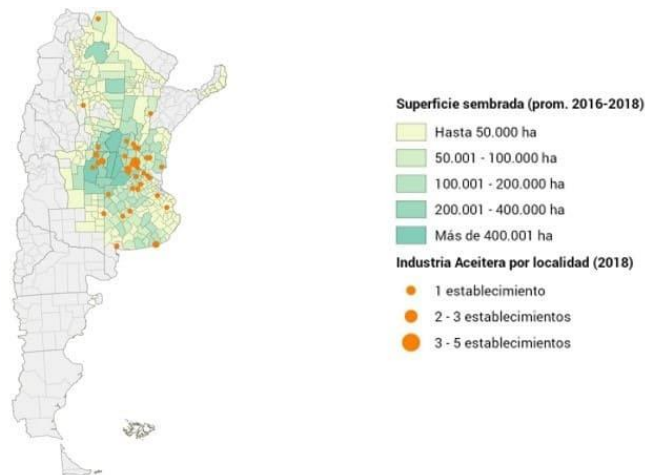 Superficie sembrada (prom. 2016-2018)
Hasta 50.000 ha
50.001 - 100.000 ha
100.001 - 200.000 ha
200.001 - 400.000 ha
Más de 400.001 ha
Industria Aceitera por localidad (2018)
1 establecimiento
2 - 3 establecimientos
3 - 5 establecimientos